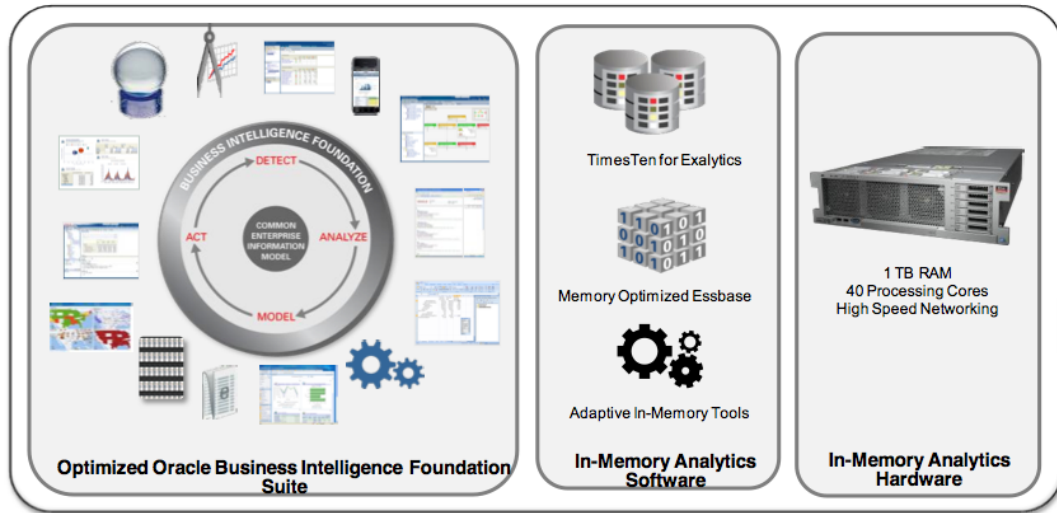 BUSINESS INTELLIGENCE FOUNDATION
DETECT
ANALYZE
MODEL
ACT
COMMON
ENTERPRISE
INFORMATION
MODEL
Optimized Oracle Business Intelligence Foundation
Suite
TimesTen for Exalytics
Memory Optimized Essbase
Adaptive In-Memory Tools
In-Memory Analytics
Software
1 TB RAM
40 Processing Cores
High Speed Networking
In-Memory Analytics
Hardware